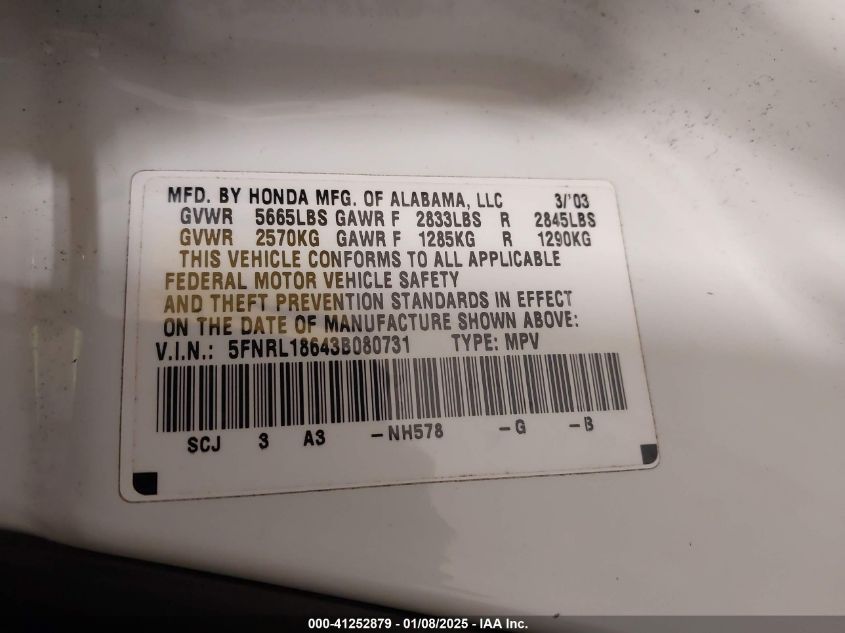 MFD. BY HONDA MFG. OF ALABAMA, LLC 3/'03
GVWR 5665LBS GAWR F 2833LBS R 2845LBS
GVWR 2570KG GAWR F 1285KG R 1290KG
THIS VEHICLE CONFORMS TO ALL APPLICABLE
FEDERAL MOTOR VEHICLE SAFETY
AND THEFT PREVENTION STANDARDS IN EFFECT
ON THE DATE OF MANUFACTURE SHOWN ABOVE:
V.I.N.: 5FNRL18643B080731 TYPE: MPV
SCJ 3 A3 -NH578 -G -B
000-41252879 - 01/08/2025 - IAA Inc.